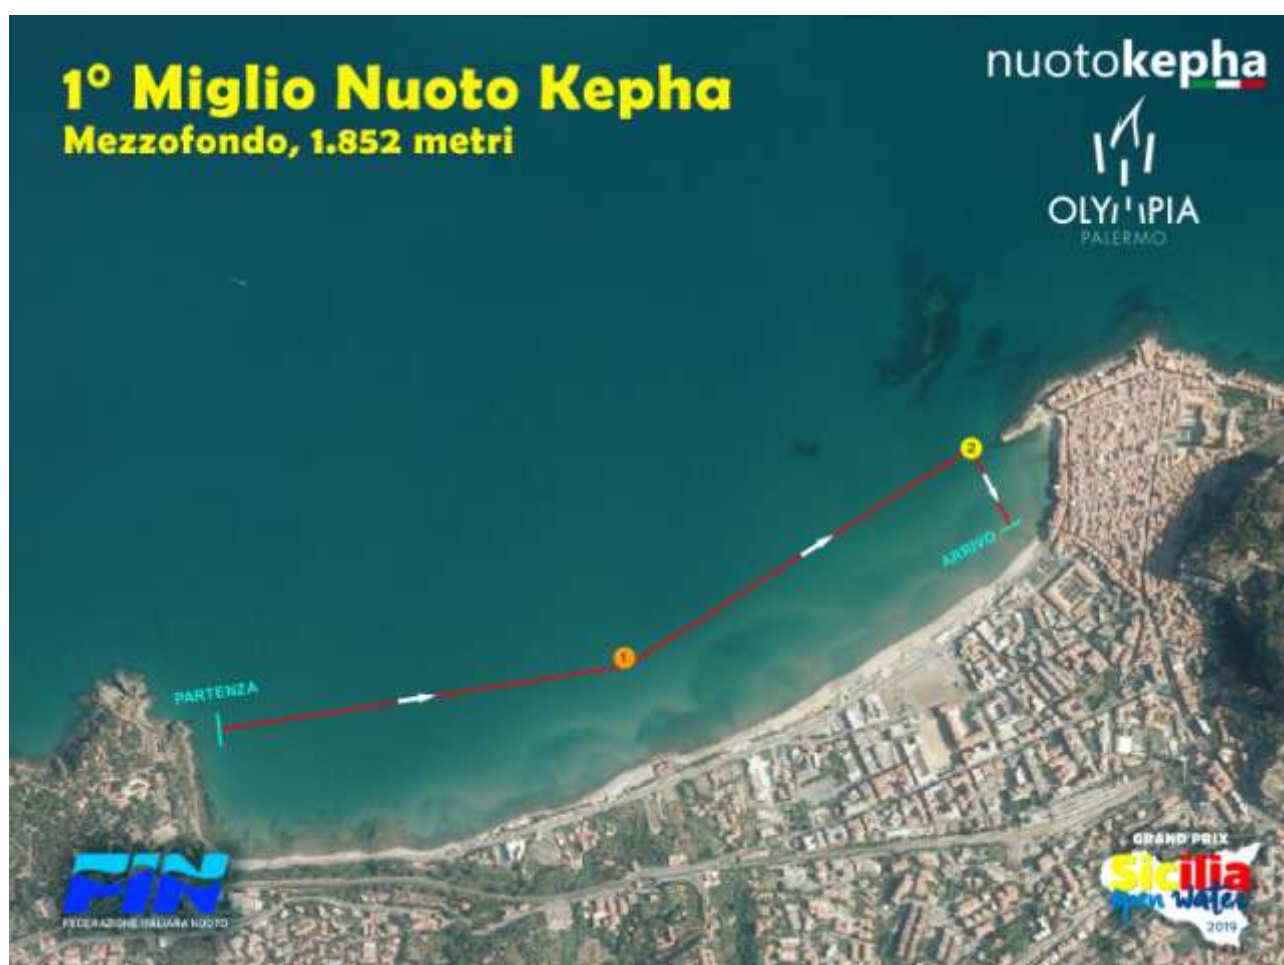 1° Miglio Nuoto Kepha
Mezzofondo, 1.852 metri
nuotokepha
OLYMPIA
PALERMO
2
ARRIVO
1
PARTENZA
FIN
FEDERAZIONE ITALIANA NUOTO
GRAND PRIX
Sicilia
open water
2019